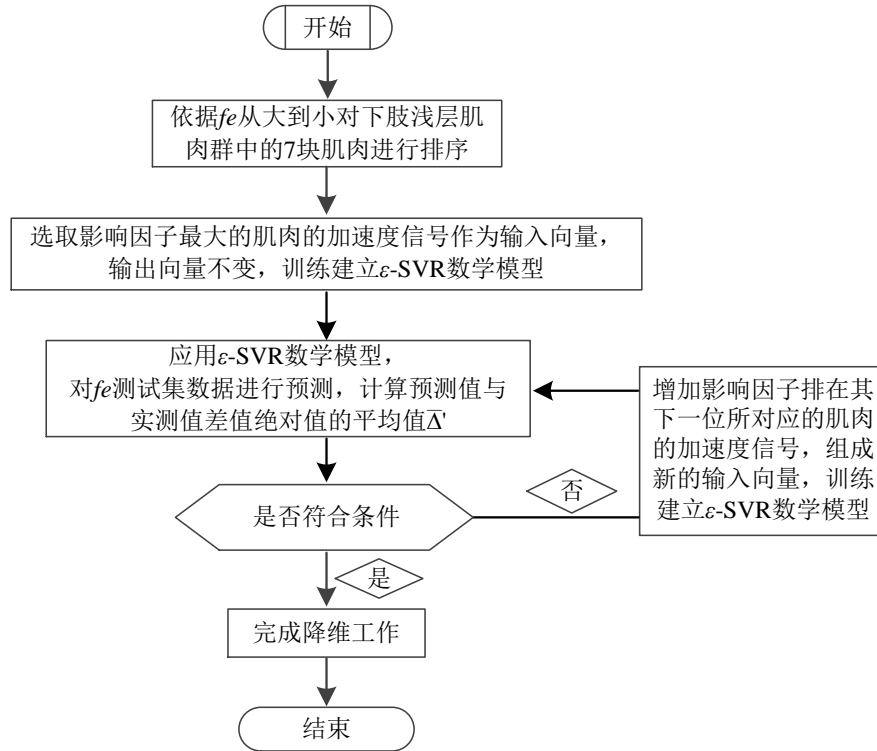 开始
依据fe从大到小对下肢浅层肌
肉群中的7块肌肉进行排序
选取影响因子最大的肌肉的加速度信号作为输入向量，
输出向量不变，训练建立ε-SVR数学模型
应用ε-SVR数学模型，
对fe测试集数据进行预测，计算预测值与
实测值差值绝对值的平均值Δ̅'
增加影响因子排在其
下一位所对应的肌肉
的加速度信号，组成
新的输入向量，训练
建立ε-SVR数学模型
是否符合条件
否
是
完成降维工作
结束